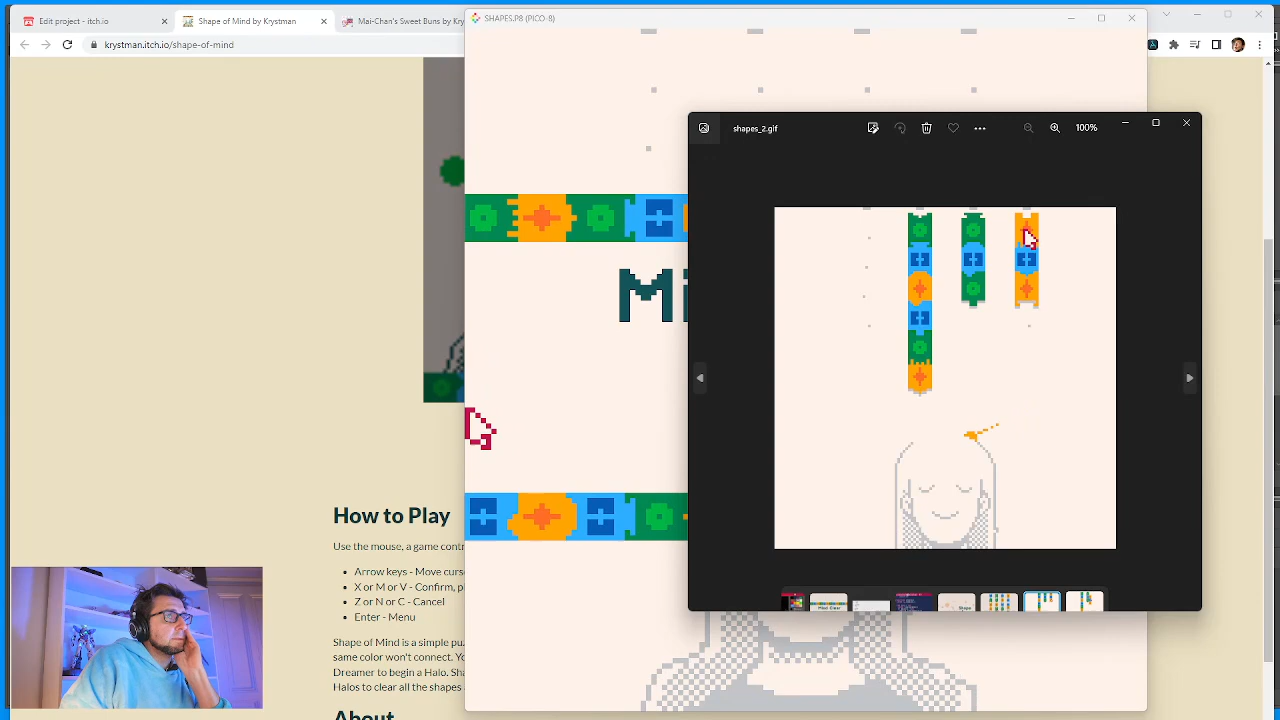 Edit project - itch.io
Shape of Mind by Krystman
Mai-Chan's Sweet Buns by Kry
SHAPES.P8 (PICO-8)
krystman.itch.io/shape-of-mind
shapes_2.gif
100%
Mi
How to Play
Use the mouse, a game contr
Arrow keys - Move curs
X or M or V - Confirm, p
Z or N or C - Cancel
Enter - Menu
Shape of Mind is a simple pu
same color won't connect. Yo
Dreamer to begin a Halo. Sha
Halos to clear all the shapes
About